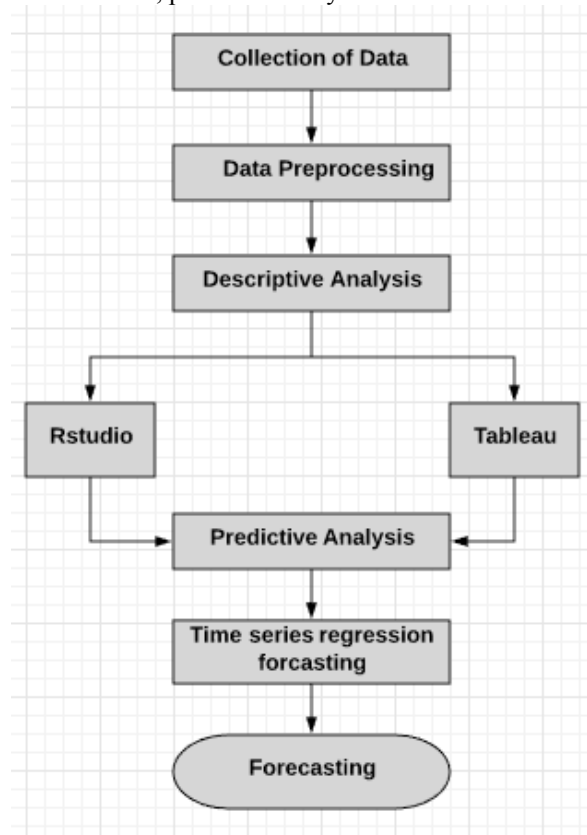 Collection of Data
Data Preprocessing
Descriptive Analysis
Rstudio
Tableau
Predictive Analysis
Time series regression
forcasting
Forecasting